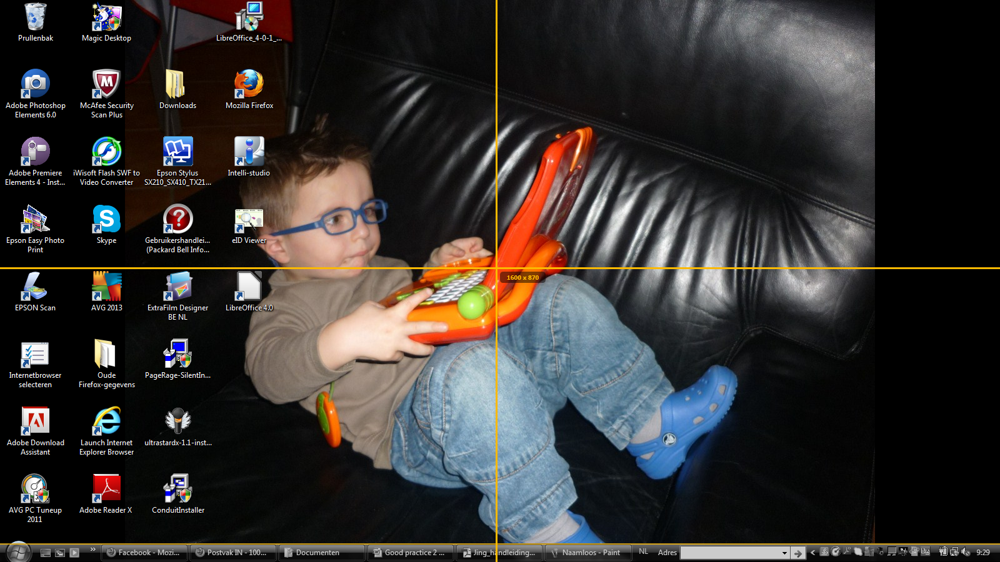 Prullenbak
Magic Desktop
LibreOffice_4-0-1_...
Adobe Photoshop
Elements 6.0
McAfee Security
Scan Plus
Downloads
Mozilla Firefox
Adobe Premiere
Elements 4 - Inst...
iWisoft Flash SWF to
Video Converter
Epson Stylus
SX210_SX410_TX21...
Intelli-studio
Epson Easy Photo
Print
Skype
Gebruikershandlei...
(Packard Bell Info...
eID Viewer
1600 x 870
EPSON Scan
AVG 2013
ExtraFilm Designer
BE NL
LibreOffice 4.0
Internetbrowser
selecteren
Oude
Firefox-gegevens
PageRage-SilentIn...
Adobe Download
Assistant
Launch Internet
Explorer Browser
ultrastardx-1.1-inst...
AVG PC Tuneup
2011
Adobe Reader X
ConduitInstaller
Facebook - Mozi...
Postvak IN - 100...
Documenten
Good practice 2 ...
Jing_handleiding...
Naamloos - Paint
NL
Adres
9:29